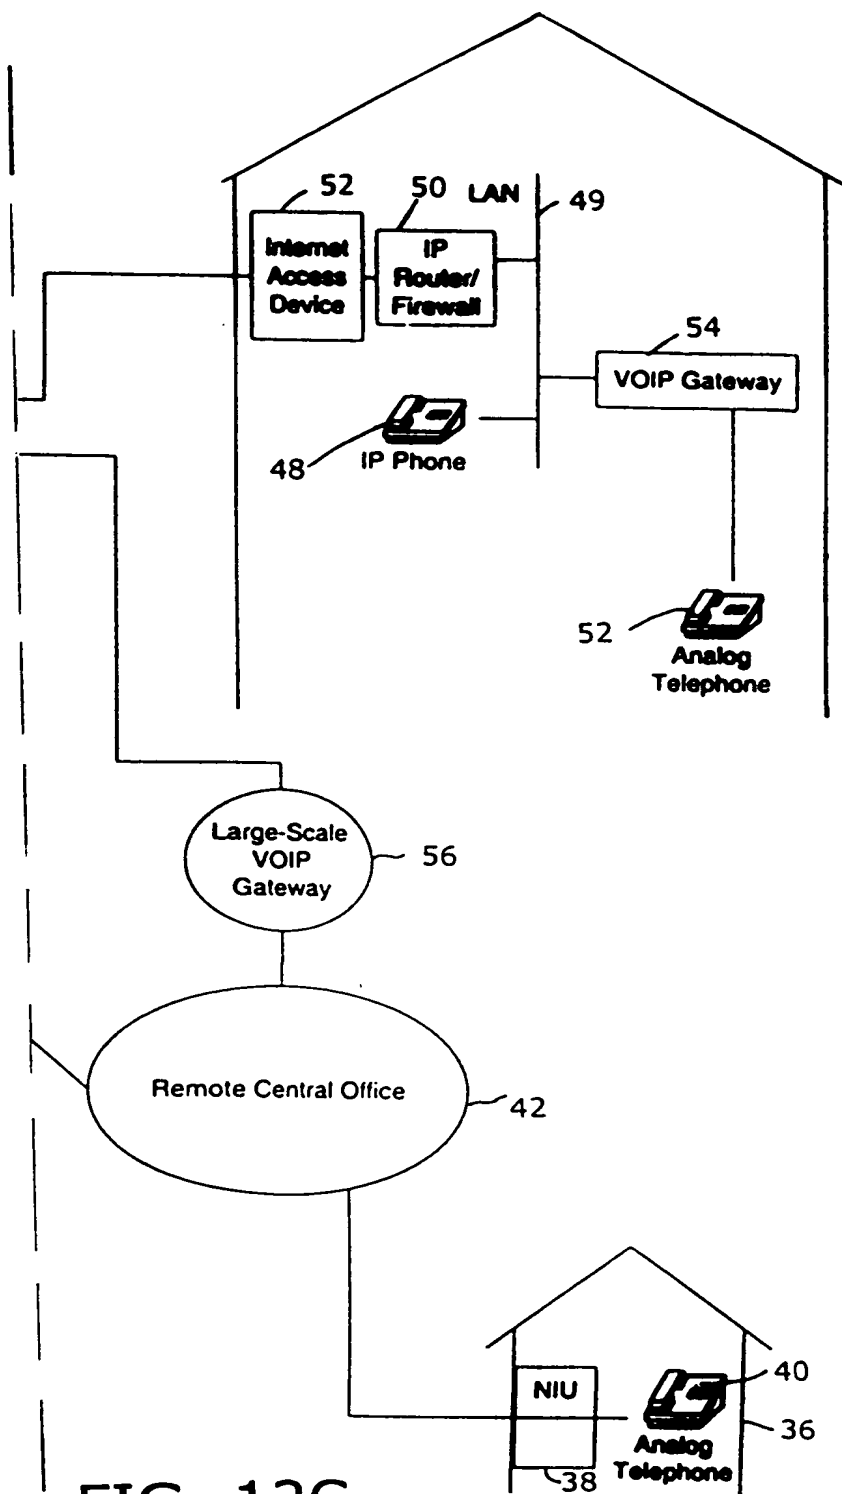 52
50
LAN
49
Internet
Access
Device
IP
Router/
Firewall
54
VOIP Gateway
48
IP Phone
52
Analog
Telephone
Large-Scale
VOIP
Gateway
56
Remote Central Office
42
NIU
40
36
Analog
Telephone
38